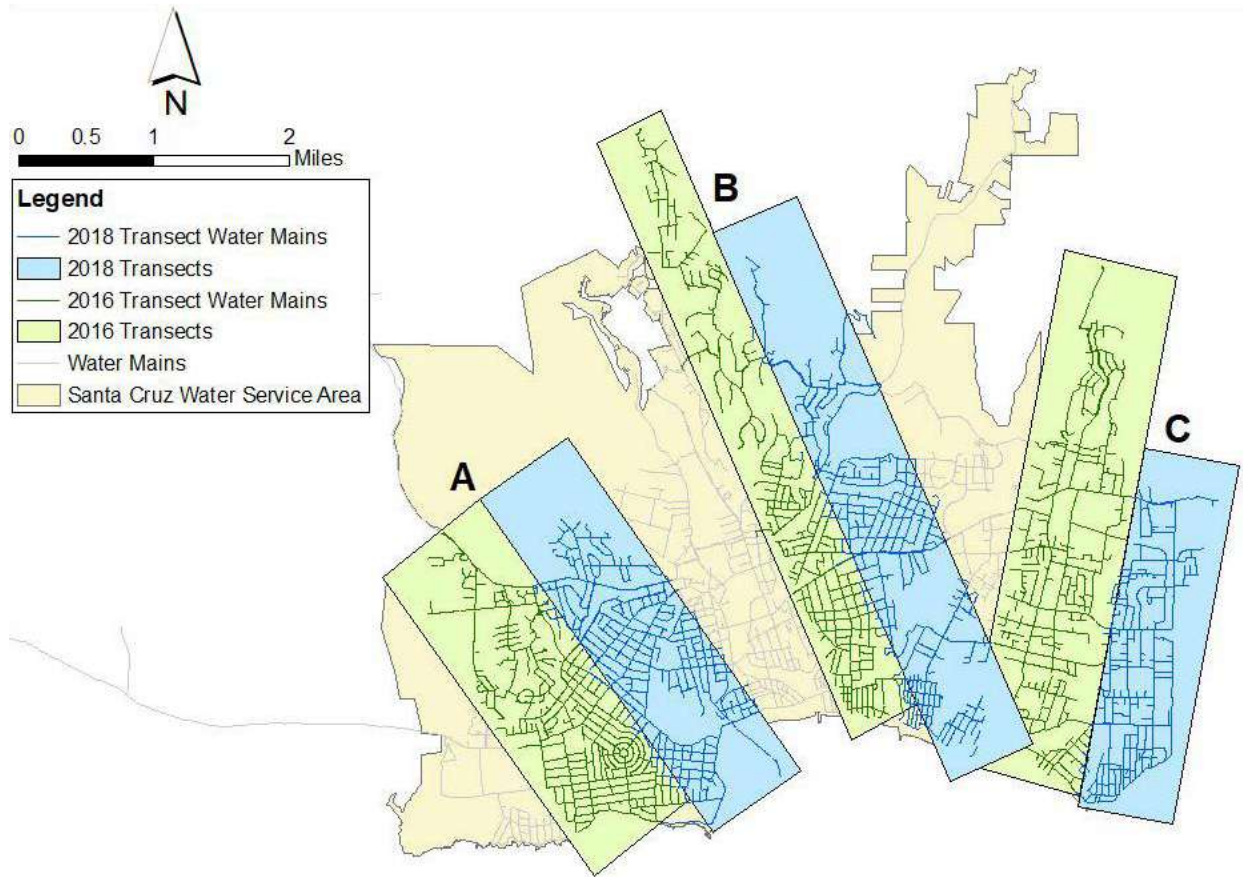 N
0 0.5 1 2
Miles
Legend
2018 Transect Water Mains
2018 Transects
2016 Transect Water Mains
2016 Transects
Water Mains
Santa Cruz Water Service Area
A
B
C